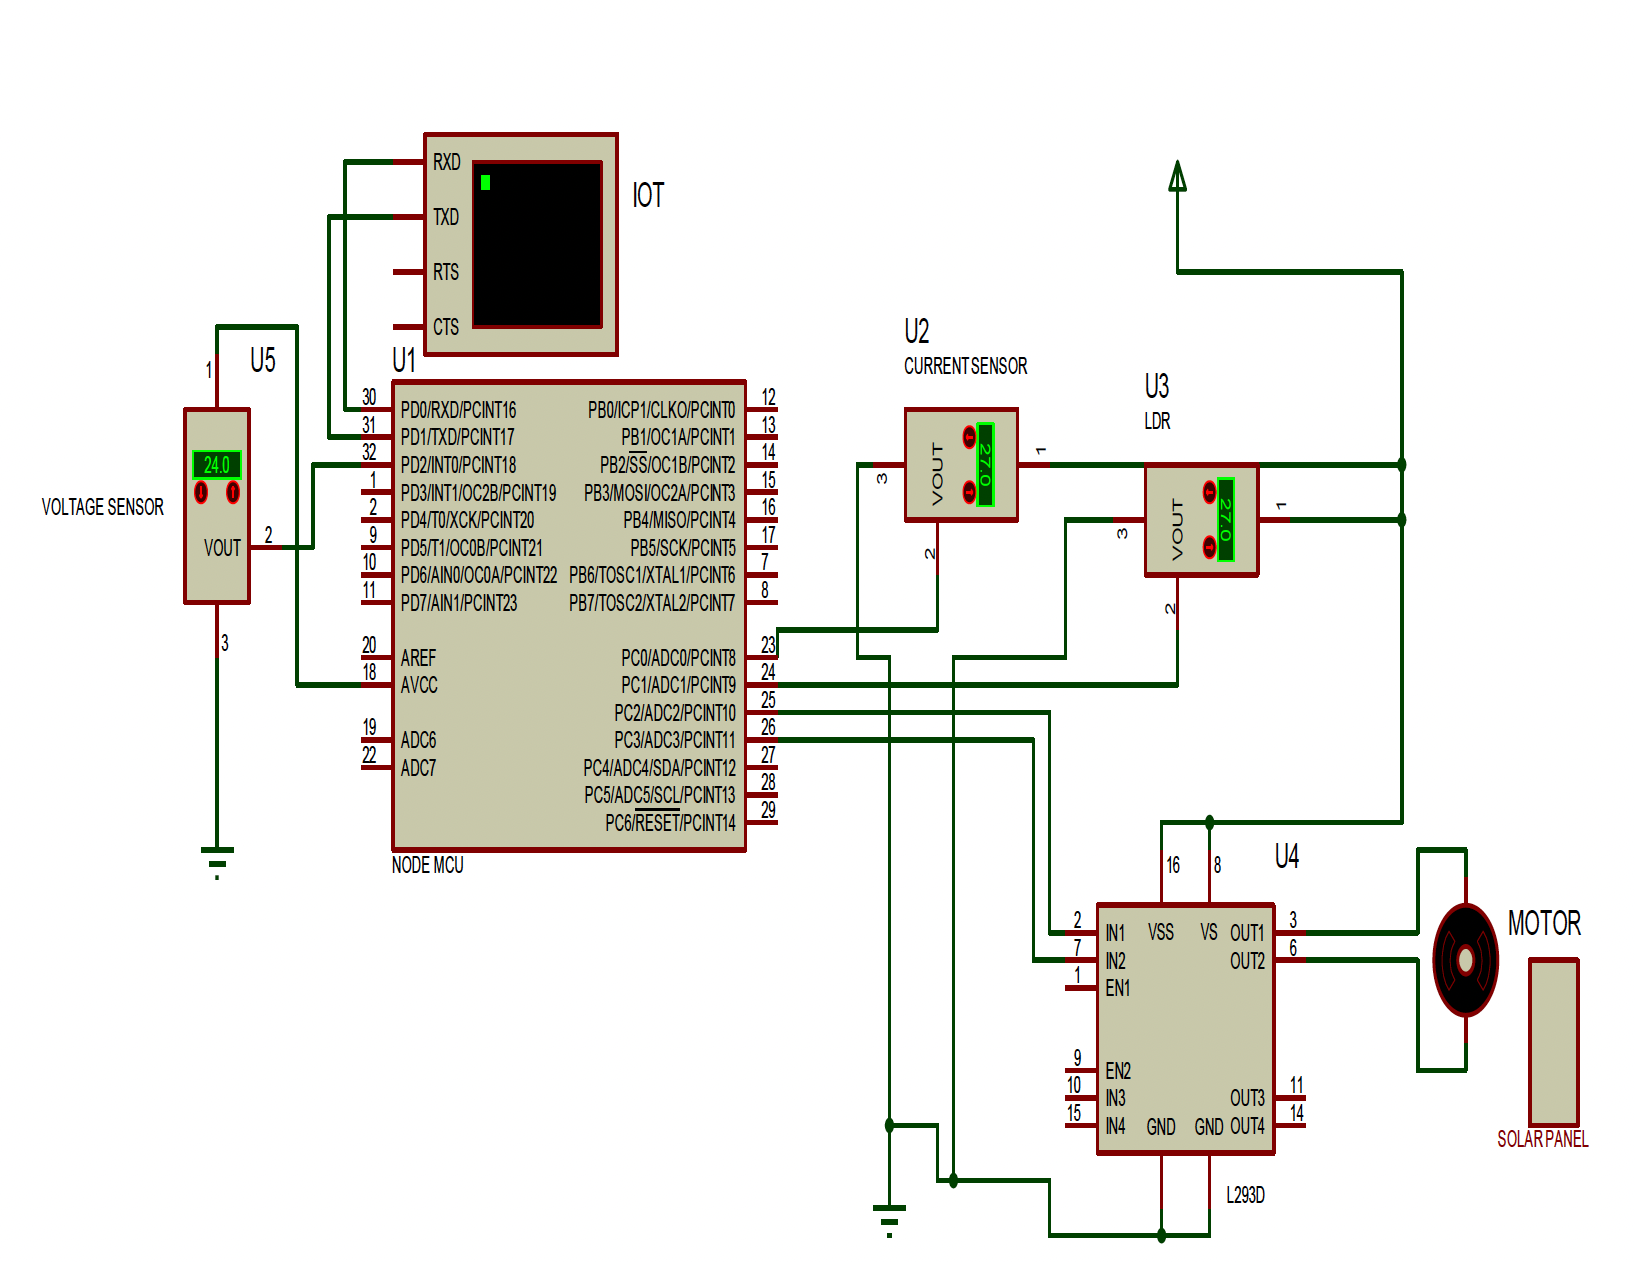 RXD
TXD
RTS
CTS
IOT
1
U5
24.0
VOUT
2
3
VOLTAGE SENSOR
U1
30 PD0/RXD/PCINT16 PB0/ICP1/CLKO/PCINT0 12
31 PD1/TXD/PCINT17 PB1/OC1A/PCINT1 13
32 PD2/INT0/PCINT18 PB2/SS/OC1B/PCINT2 14
1 PD3/INT1/OC2B/PCINT19 PB3/MOSI/OC2A/PCINT3 15
2 PD4/T0/XCK/PCINT20 PB4/MISO/PCINT4 16
9 PD5/T1/OC0B/PCINT21 PB5/SCK/PCINT5 17
10 PD6/AIN0/OC0A/PCINT22 PB6/TOSC1/XTAL1/PCINT6 7
11 PD7/AIN1/PCINT23 PB7/TOSC2/XTAL2/PCINT7 8
20 AREF PC0/ADC0/PCINT8 23
18 AVCC PC1/ADC1/PCINT9 24
PC2/ADC2/PCINT10 25
19 ADC6 PC3/ADC3/PCINT11 26
22 ADC7 PC4/ADC4/SDA/PCINT12 27
PC5/ADC5/SCL/PCINT13 28
PC6/RESET/PCINT14 29
NODE MCU
U2
CURRENT SENSOR
3
VOUT
27.0
1
2
U3
LDR
3
VOUT
27.0
1
2
U4
16 8
2 IN1 VSS VS OUT1 3
7 IN2 OUT2 6
1 EN1
9 EN2
10 IN3 OUT3 11
15 IN4 GND GND OUT4 14
L293D
MOTOR
SOLAR PANEL